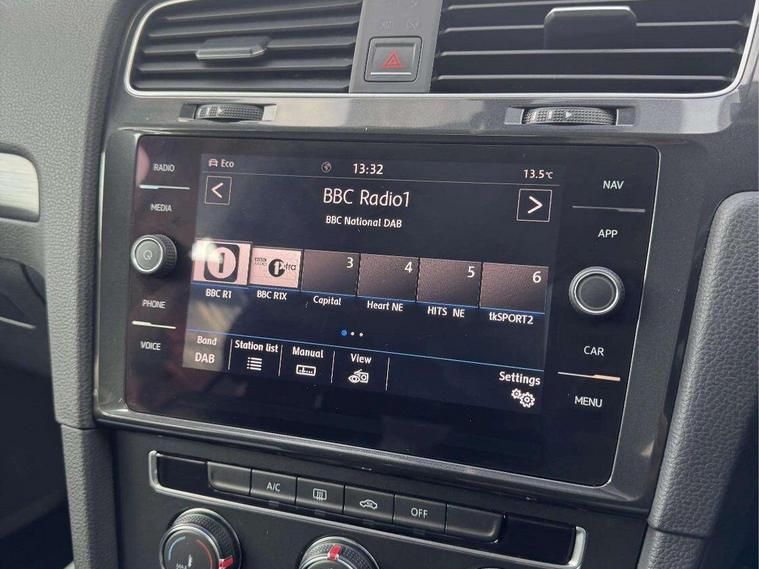 RADIO
MEDIA
PHONE
VOICE
Eco
13:32
13.5°C
BBC Radio1
BBC National DAB
1
1Xtra
3
4
5
6
BBC R1
BBC R1X
Capital
Heart NE
HITS NE
tkSPORT2
Band
DAB
Station list
Manual
View
Settings
NAV
APP
CAR
MENU
A/C
OFF